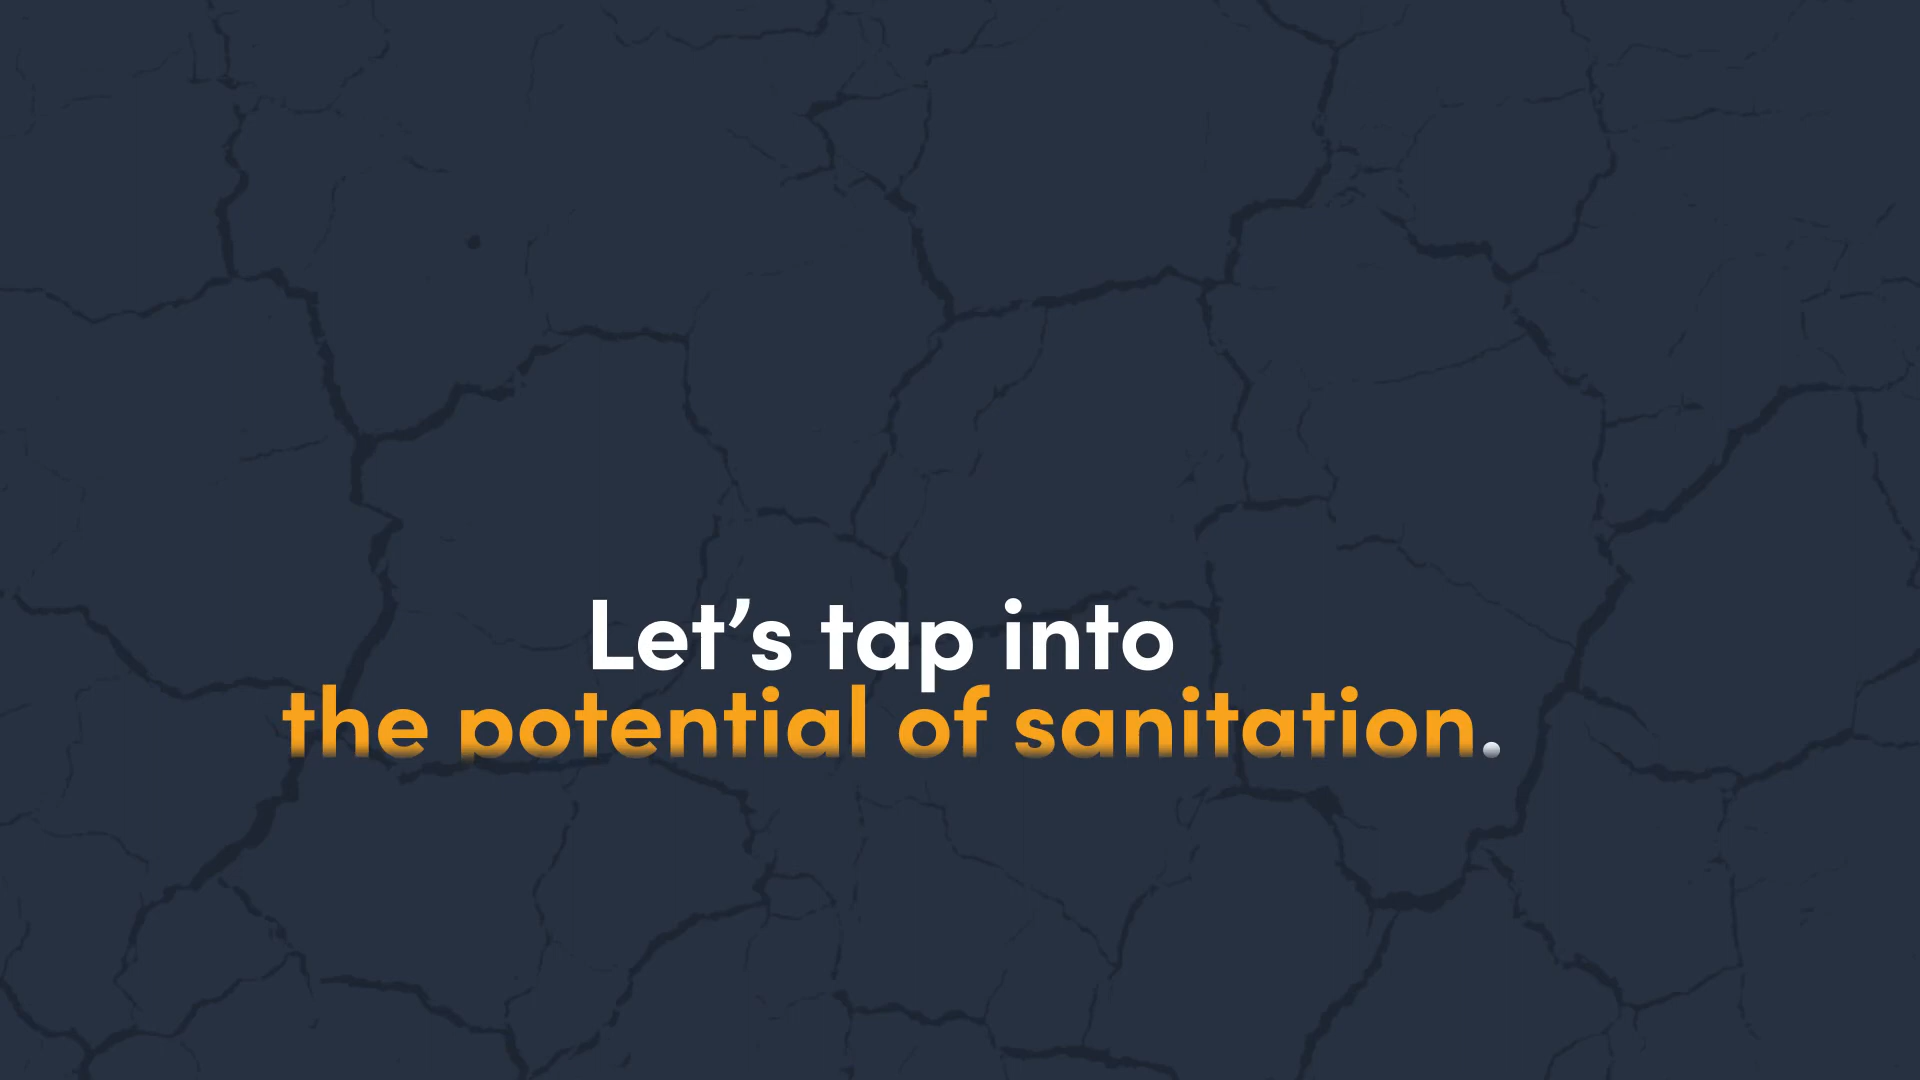 Let’s tap into
the potential of sanitation.